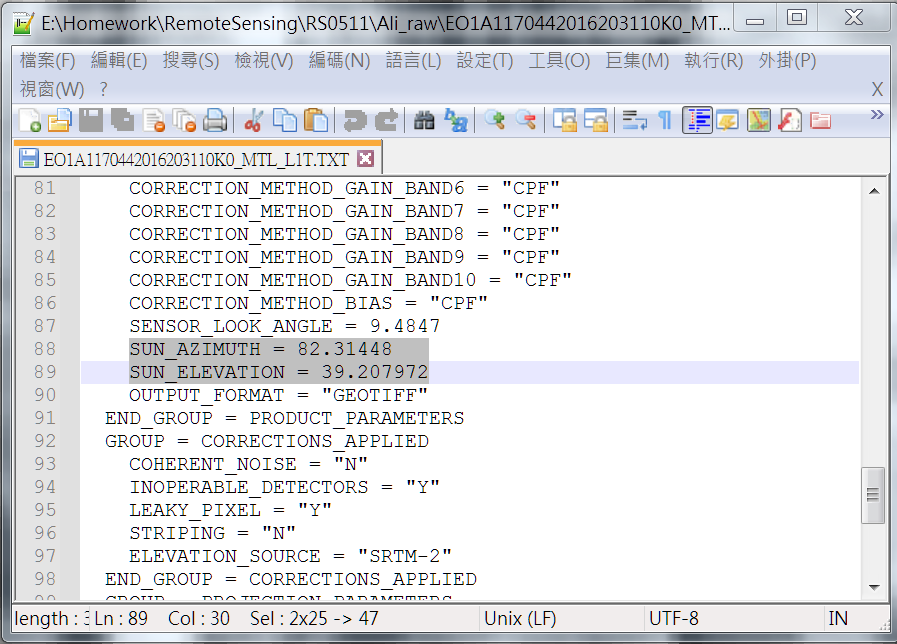 E:\Homework\RemoteSensing\RS0511\Ali_raw\EO1A1170442016203110K0_MT...
檔案(F) 編輯(E) 搜尋(S) 檢視(V) 編碼(N) 語言(L) 設定(T) 工具(O) 巨集(M) 執行(R) 外掛(P)
視窗(W) ? X
EO1A1170442016203110K0_MTL_L1T.TXT
81 CORRECTION_METHOD_GAIN_BAND6 = "CPF"
82 CORRECTION_METHOD_GAIN_BAND7 = "CPF"
83 CORRECTION_METHOD_GAIN_BAND8 = "CPF"
84 CORRECTION_METHOD_GAIN_BAND9 = "CPF"
85 CORRECTION_METHOD_GAIN_BAND10 = "CPF"
86 CORRECTION_METHOD_BIAS = "CPF"
87 SENSOR_LOOK_ANGLE = 9.4847
88 SUN_AZIMUTH = 82.31448
89 SUN_ELEVATION = 39.207972
90 OUTPUT_FORMAT = "GEOTIFF"
91 END_GROUP = PRODUCT_PARAMETERS
92 GROUP = CORRECTIONS_APPLIED
93 COHERENT_NOISE = "N"
94 INOPERABLE_DETECTORS = "Y"
95 LEAKY_PIXEL = "Y"
96 STRIPING = "N"
97 ELEVATION_SOURCE = "SRTM-2"
98 END_GROUP = CORRECTIONS_APPLIED
99 GROUP = PROJECTION_PARAMETERS
length : Ln : 89 Col : 30 Sel : 2x25 -> 47 Unix (LF) UTF-8 IN